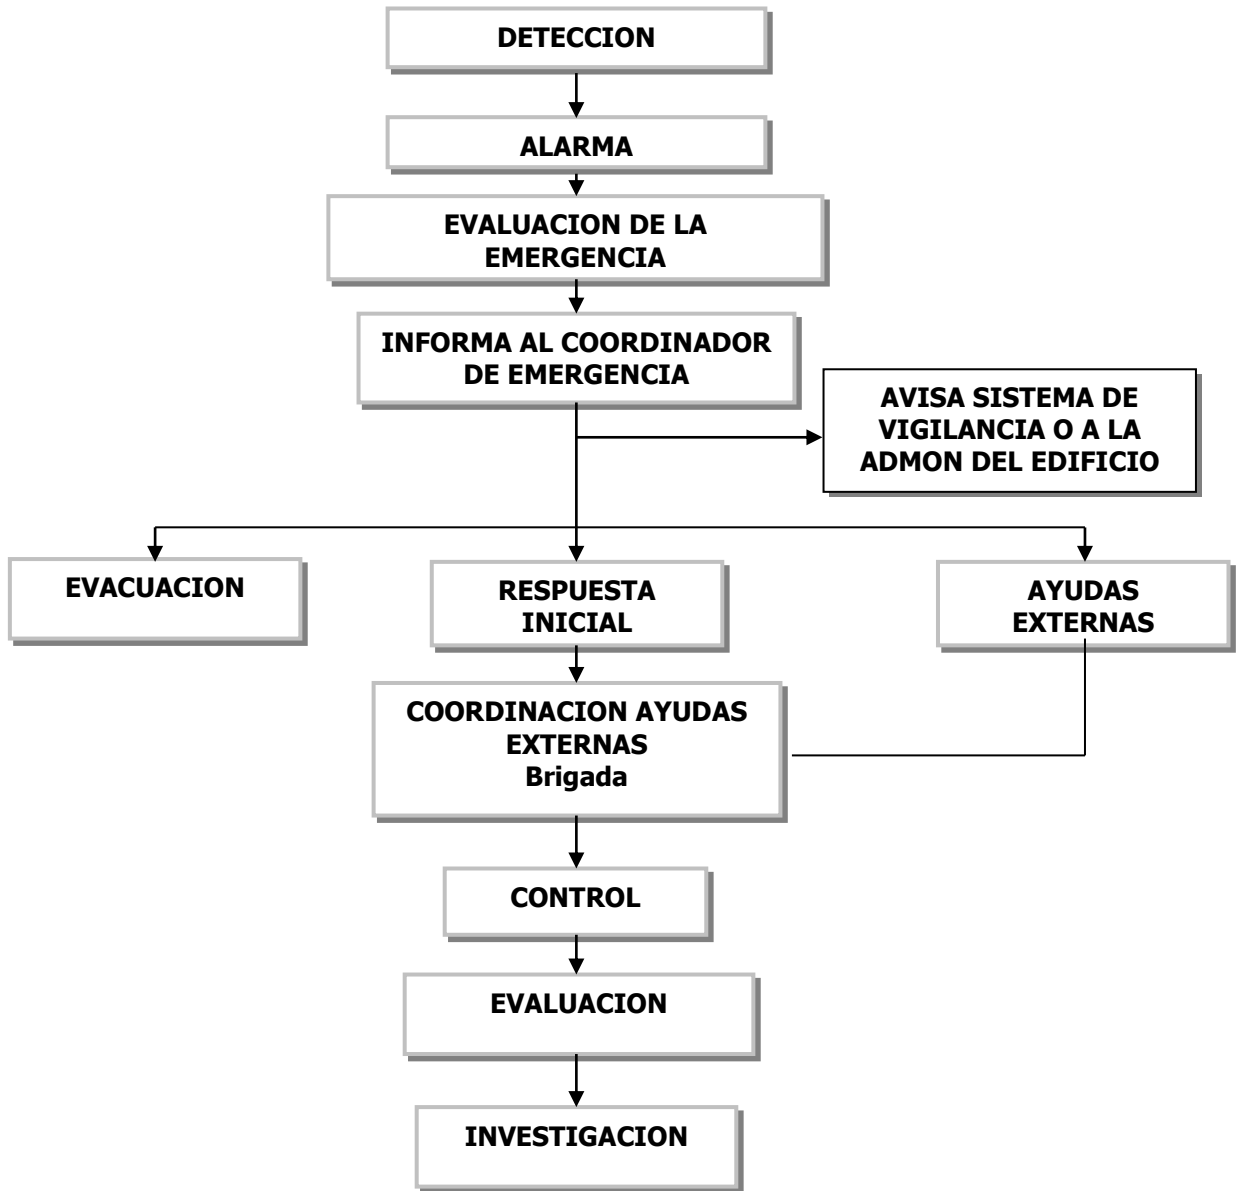 DETECCION
ALARMA
EVALUACION DE LA
EMERGENCIA
INFORMA AL COORDINADOR
DE EMERGENCIA
AVISA SISTEMA DE
VIGILANCIA O A LA
ADMON DEL EDIFICIO
EVACUACION
RESPUESTA
INICIAL
AYUDAS
EXTERNAS
COORDINACION AYUDAS
EXTERNAS
Brigada
CONTROL
EVALUACION
INVESTIGACION